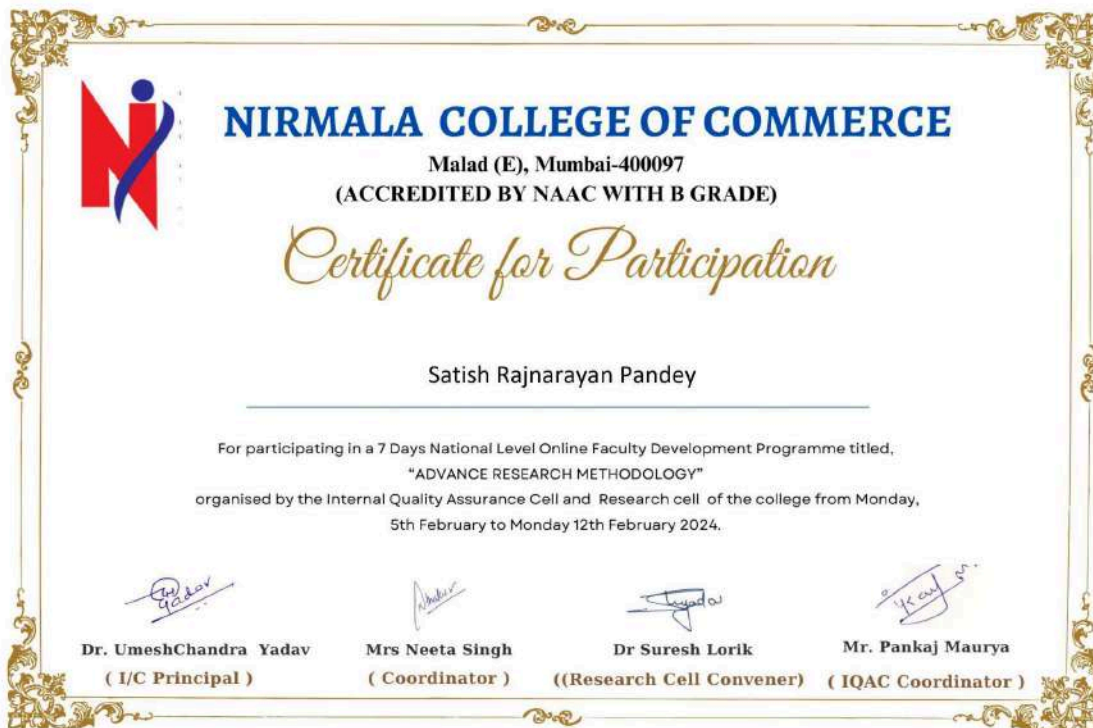 NIRMALA COLLEGE OF COMMERCE
Malad (E), Mumbai-400097
(ACCREDITED BY NAAC WITH B GRADE)
Certificate for Participation
Satish Rajnarayan Pandey
For participating in a 7 Days National Level Online Faculty Development Programme titled,
"ADVANCE RESEARCH METHODOLOGY"
organised by the Internal Quality Assurance Cell and Research cell of the college from Monday,
5th February to Monday 12th February 2024.
Dr. UmeshChandra Yadav Mrs Neeta Singh Dr Suresh Lorik Mr. Pankaj Maurya
( I/C Principal ) ( Coordinator ) ((Research Cell Convener) ( IQAC Coordinator )